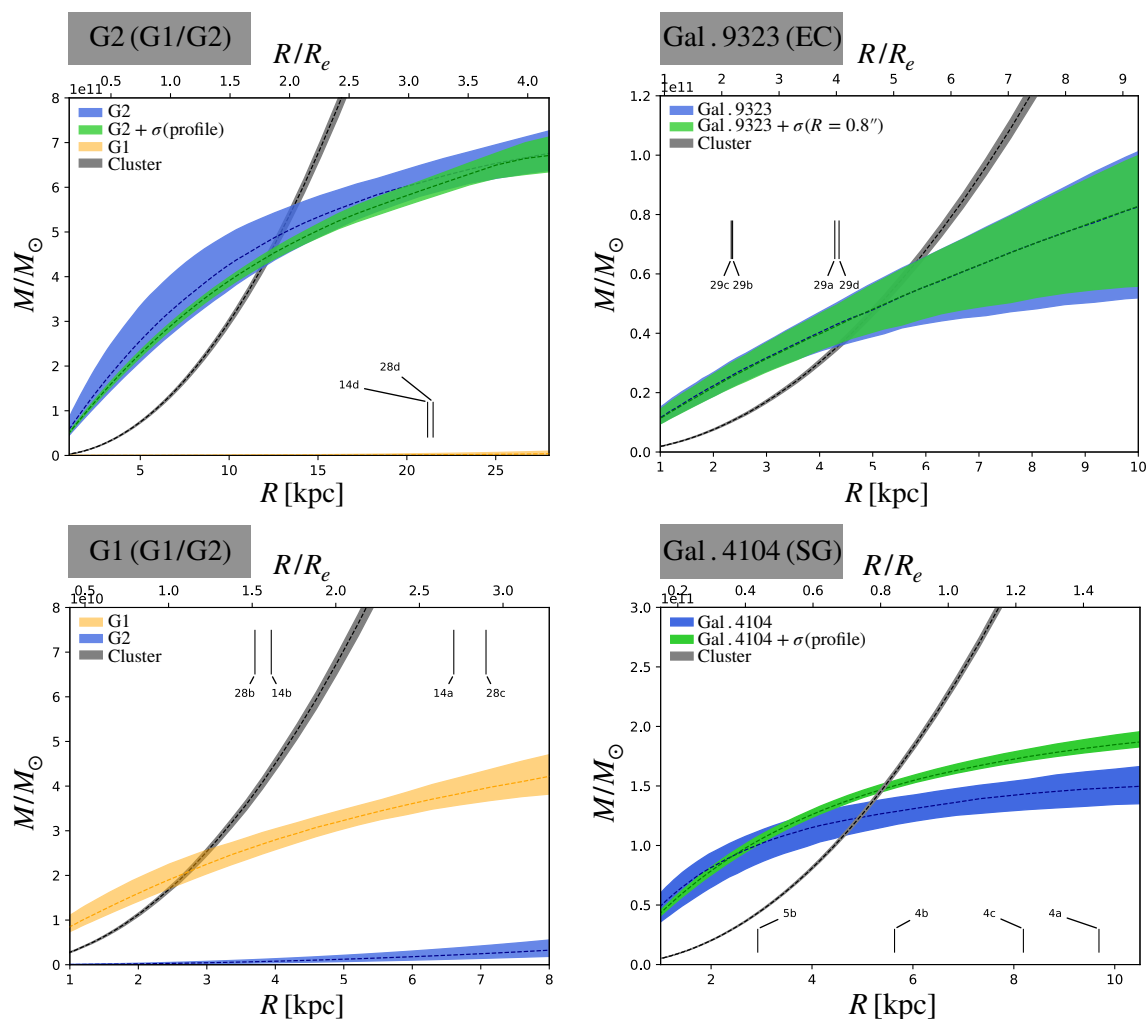 G2 (G1/G2)
R/Rₑ
1e11
0.5 1.0 1.5 2.0 2.5 3.0 3.5 4.0
G2
G2 + σ(profile)
G1
Cluster
M/M⊙
8
7
6
5
4
3
2
1
0
28d
14d
5 10 15 20 25
R [kpc]
Gal. 9323 (EC)
R/Rₑ
1e11
1 2 3 4 5 6 7 8 9
Gal. 9323
Gal. 9323 + σ(R = 0.8″)
Cluster
M/M⊙
1.2
1.0
0.8
0.6
0.4
0.2
0.0
29c 29b 29a 29d
1 2 3 4 5 6 7 8 9 10
R [kpc]
G1 (G1/G2)
R/Rₑ
1e10
0.5 1.0 1.5 2.0 2.5 3.0
G1
G2
Cluster
M/M⊙
8
7
6
5
4
3
2
1
0
28b 14b 14a 28c
1 2 3 4 5 6 7 8
R [kpc]
Gal. 4104 (SG)
R/Rₑ
1e11
0.2 0.4 0.6 0.8 1.0 1.2 1.4
Gal. 4104
Gal. 4104 + σ(profile)
Cluster
M/M⊙
3.0
2.5
2.0
1.5
1.0
0.5
0.0
5b 4b 4c 4a
2 4 6 8 10
R [kpc]